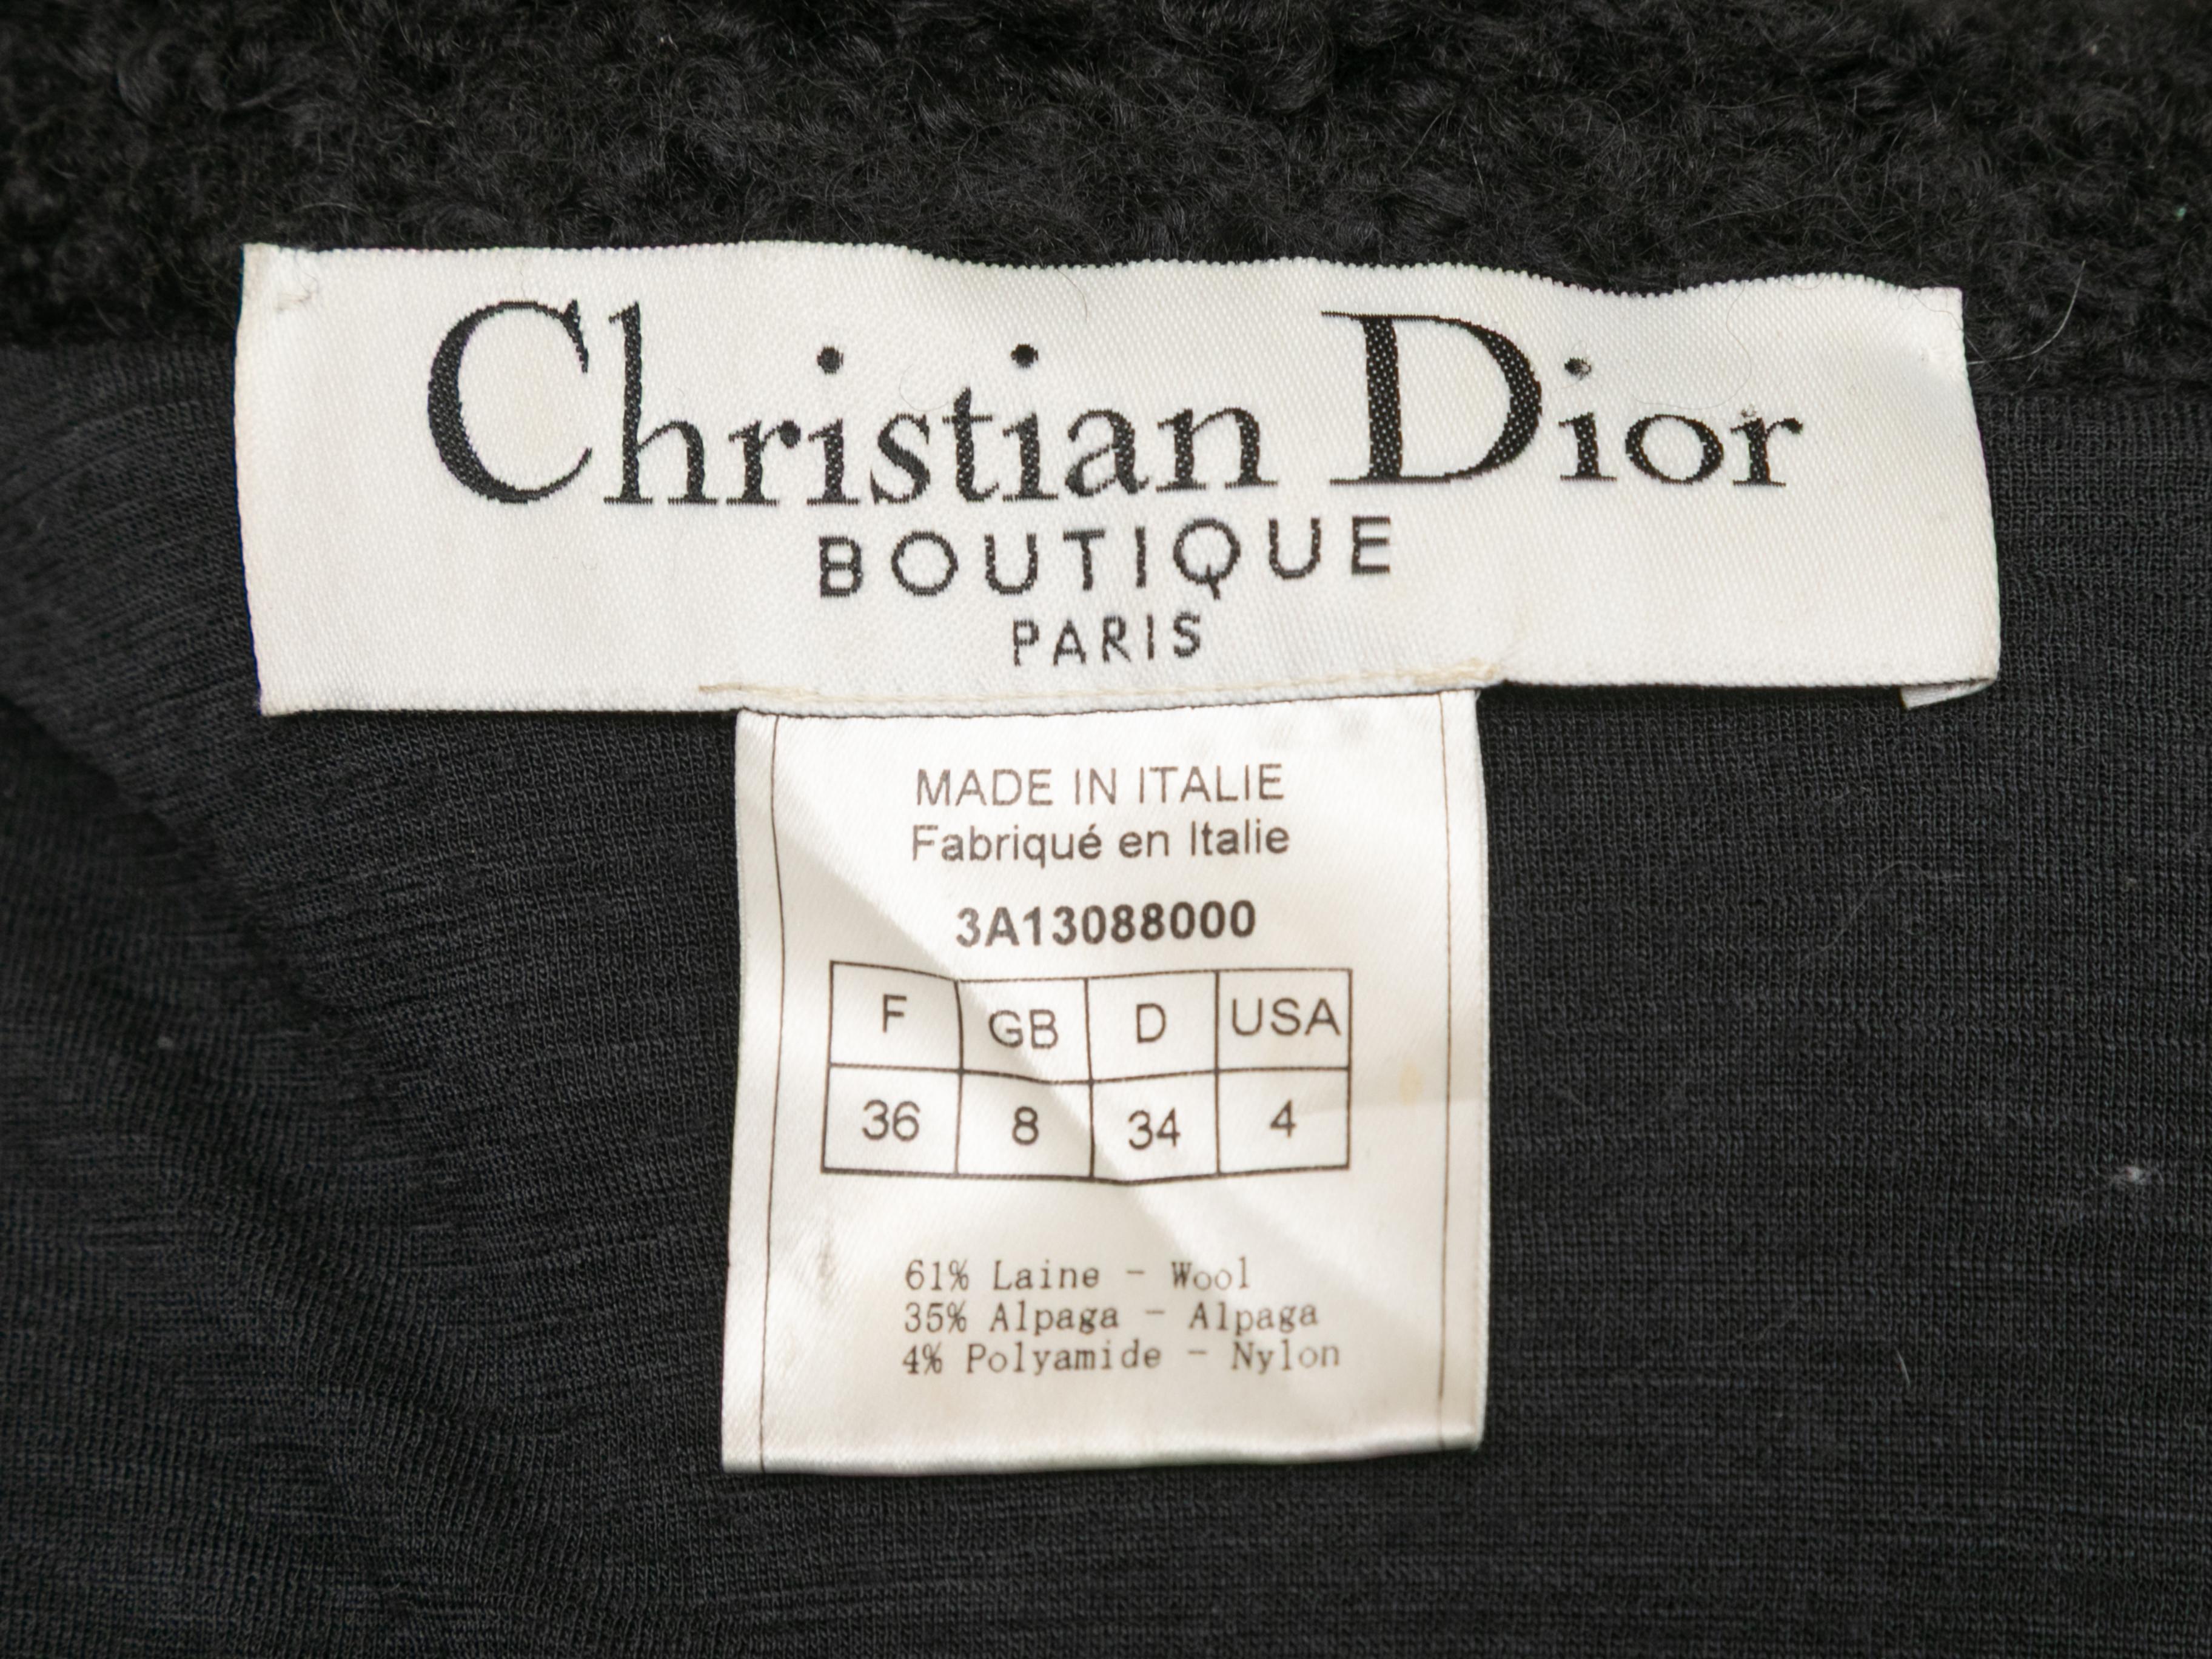 Christian Dior
BOUTIQUE
PARIS
MADE IN ITALIE
Fabriqué en Italie
3A13088000
F GB D USA
36 8 34 4
61% Laine - Wool
35% Alpaga - Alpaga
4% Polyamide - Nylon